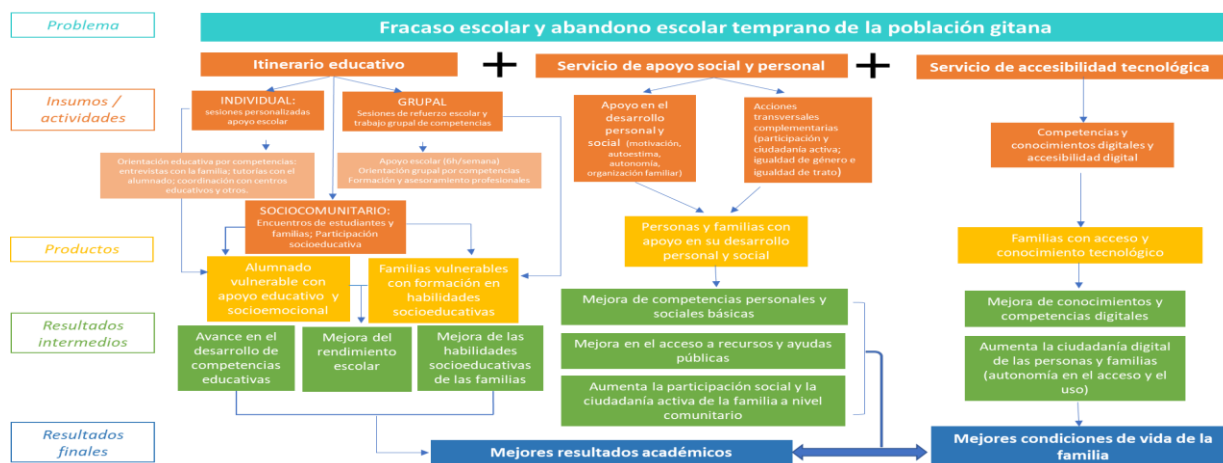 Problema
Fracaso escolar y abandono escolar temprano de la población gitana
Itinerario educativo
+
Servicio de apoyo social y personal
+
Servicio de accesibilidad tecnológica
Insumos /
actividades
INDIVIDUAL:
sesiones personalizadas
apoyo escolar
GRUPAL
Sesiones de refuerzo escolar y
trabajo grupal de competencias
Apoyo en el
desarrollo
personal y
social (motivación,
autoestima,
autonomía,
organización familiar)
Acciones
transversales
complementarias
(participación y
ciudadanía activa;
igualdad de género e
igualdad de trato)
Competencias y
conocimientos digitales y
accesibilidad digital
Orientación educativa por competencias:
entrevistas con la familia; tutorías con el
alumnado; coordinación con centros
educativos y otros.
Apoyo escolar (6h/semana)
Orientación grupal por competencias
Formación y asesoramiento profesionales
SOCIOCOMUNITARIO:
Encuentros de estudiantes y
familias; Participación
socioeducativa
Productos
Alumnado
vulnerable con
apoyo educativo y
socioemocional
Familias vulnerables
con formación en
habilidades
socioeducativas
Personas y familias con
apoyo en su desarrollo
personal y social
Familias con acceso y
conocimiento tecnológico
Resultados
intermedios
Avance en el
desarrollo de
competencias
educativas
Mejora del
rendimiento
escolar
Mejora de las
habilidades
socioeducativas
de las familias
Mejora de competencias personales y
sociales básicas
Mejora en el acceso a recursos y ayudas
públicas
Aumenta la participación social y la
ciudadanía activa de la familia a nivel
comunitario
Mejora de conocimientos y
competencias digitales
Aumenta la ciudadanía digital
de las personas y familias
(autonomía en el acceso y el
uso)
Resultados
finales
Mejores resultados académicos
Mejores condiciones de vida de la
familia